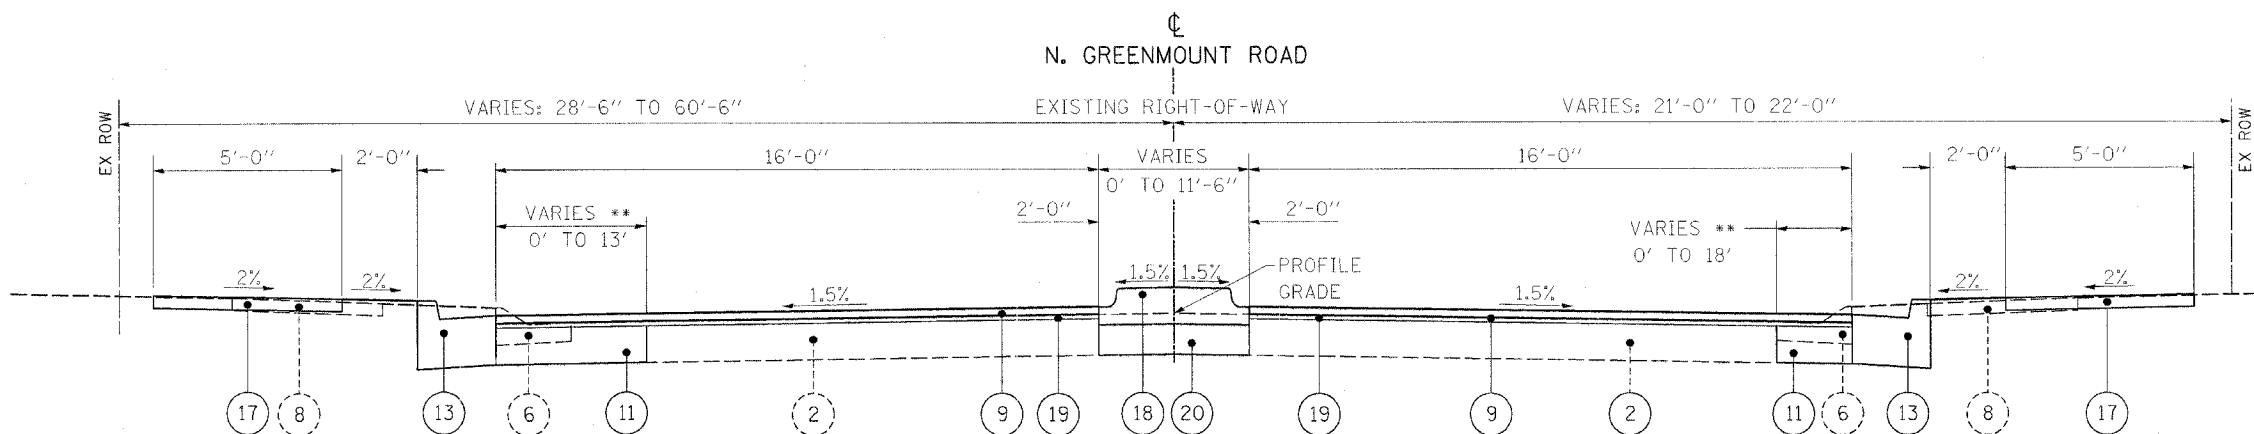 ℄
N. GREENMOUNT ROAD
VARIES: 28'-6" TO 60'-6"
EXISTING RIGHT-OF-WAY
VARIES: 21'-0" TO 22'-0"
EX ROW
EX ROW
5'-0"
2'-0"
16'-0"
VARIES
0' TO 11'-6"
16'-0"
2'-0"
5'-0"
VARIES **
0' TO 13'
2'-0"
2'-0"
VARIES **
0' TO 18'
PROFILE
GRADE
2%
2%
1.5%
1.5%
1.5%
1.5%
2%
2%
17
8
13
6
11
2
9
19
18
20
19
9
2
11
6
13
8
17